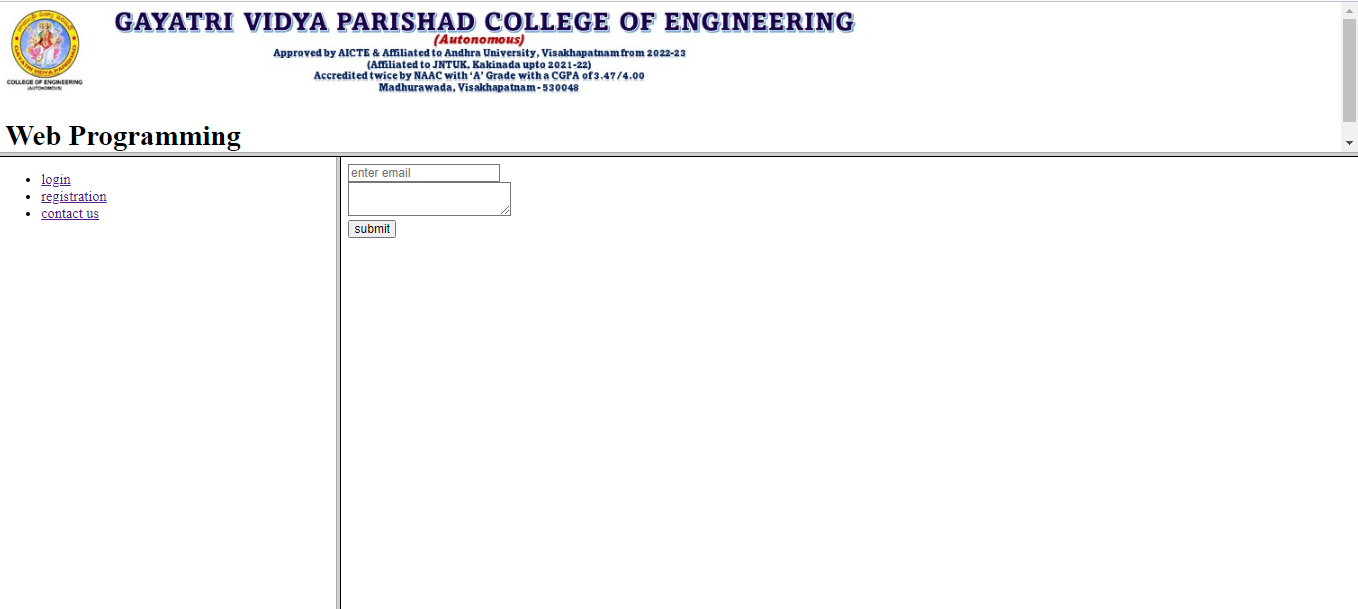 GAYATRI VIDYA PARISHAD COLLEGE OF ENGINEERING
(Autonomous)
Approved by AICTE & Affiliated to Andhra University, Visakhapatnam from 2022-23
(Affiliated to JNTUK, Kakinada upto 2021-22)
Accredited twice by NAAC with 'A' Grade with a CGPA of 3.47/4.00
Madhurawada, Visakhapatnam - 530048
COLLEGE OF ENGINEERING
(AUTONOMOUS)
Web Programming
login
registration
contact us
enter email
submit